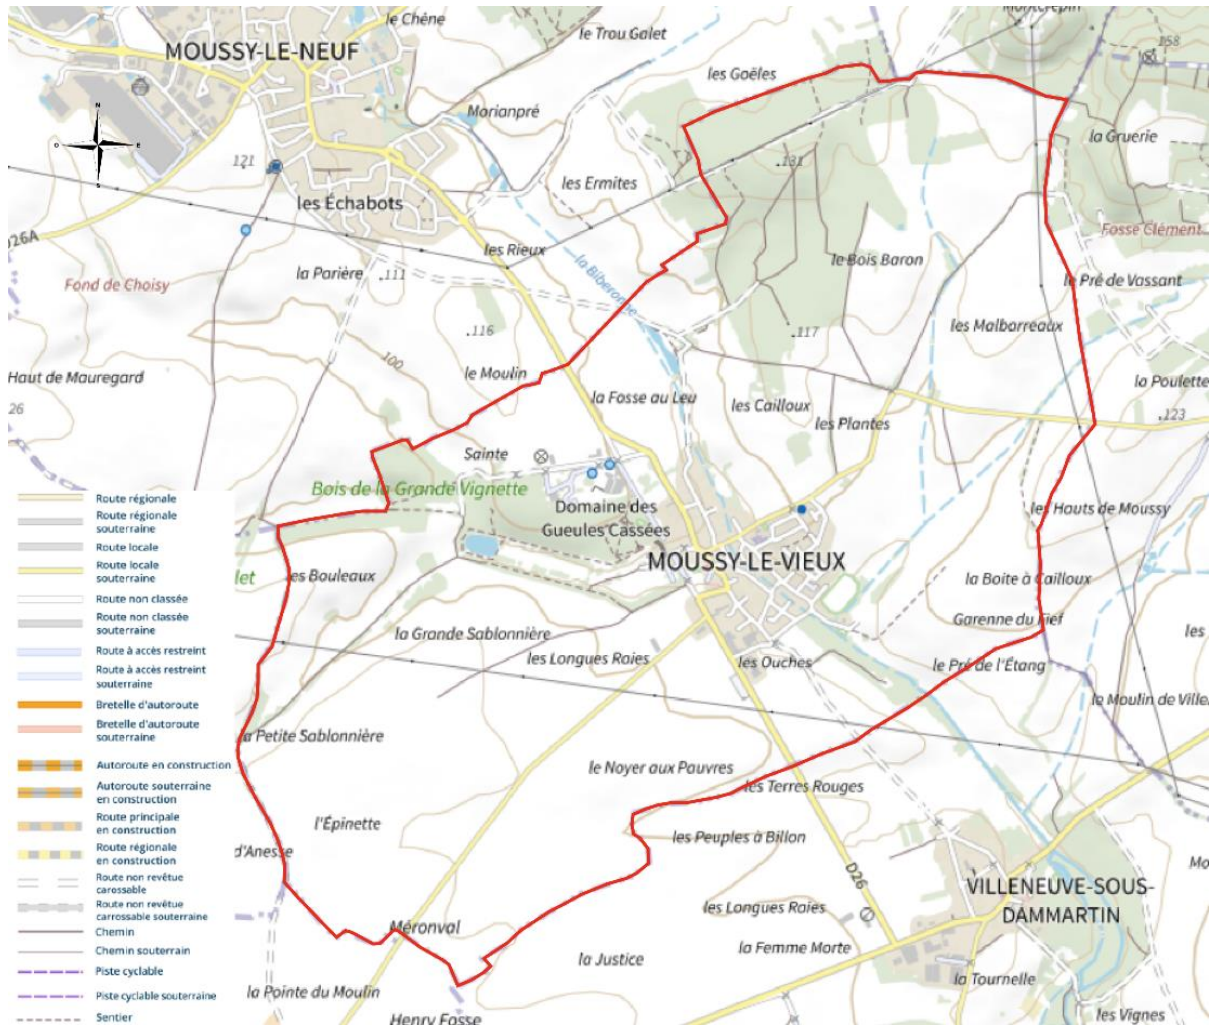 le Chêne
Montcrepin
le Trou Galet
MOUSSY-LE-NEUF
158
les Goëles
Morianpré
N
O
E
S
la Gruerie
121
131
les Ermites
les Échabots
D26A
les Rieux
Fosse Clément
la Biberonne
le Bois Baron
la Parière
.111
Fond de Choisy
le Pré de Vassant
les Malbarreaux
116
117
100
le Moulin
Haut de Mauregard
la Poulette
26
la Fosse au Leu
les Cailloux
les Plantes
.123
Sainte
Bois de la Grande Vignette
Domaine des
Gueules Cassées
les Hauts de Moussy
MOUSSY-LE-VIEUX
let
les Bouleaux
la Boite à Cailloux
Garenne du Fief
la Grande Sablonnière
les
les Longues Raies
les Ouches
le Pré de l'Étang
la Moulin de Ville
la Petite Sablonnière
le Noyer aux Pauvres
les Terres Rouges
l'Épinette
les Peuples à Billon
d'Anesse
Mo
D26
VILLENEUVE-SOUS-
DAMMARTIN
les Longues Raies
Méronval
la Femme Morte
la Justice
la Tournelle
la Pointe du Moulin
Henry Fosse
les Vignes
Route régionale
Route régionale
souterraine
Route locale
Route locale
souterraine
Route non classée
Route non classée
souterraine
Route à accès restreint
Route à accès restreint
souterraine
Bretelle d'autoroute
Bretelle d'autoroute
souterraine
Autoroute en construction
Autoroute souterraine
en construction
Route principale
en construction
Route régionale
en construction
Route non revêtue
carossable
Route non revêtue
carrossable souterraine
Chemin
Chemin souterrain
Piste cyclable
Piste cyclable souterraine
Sentier